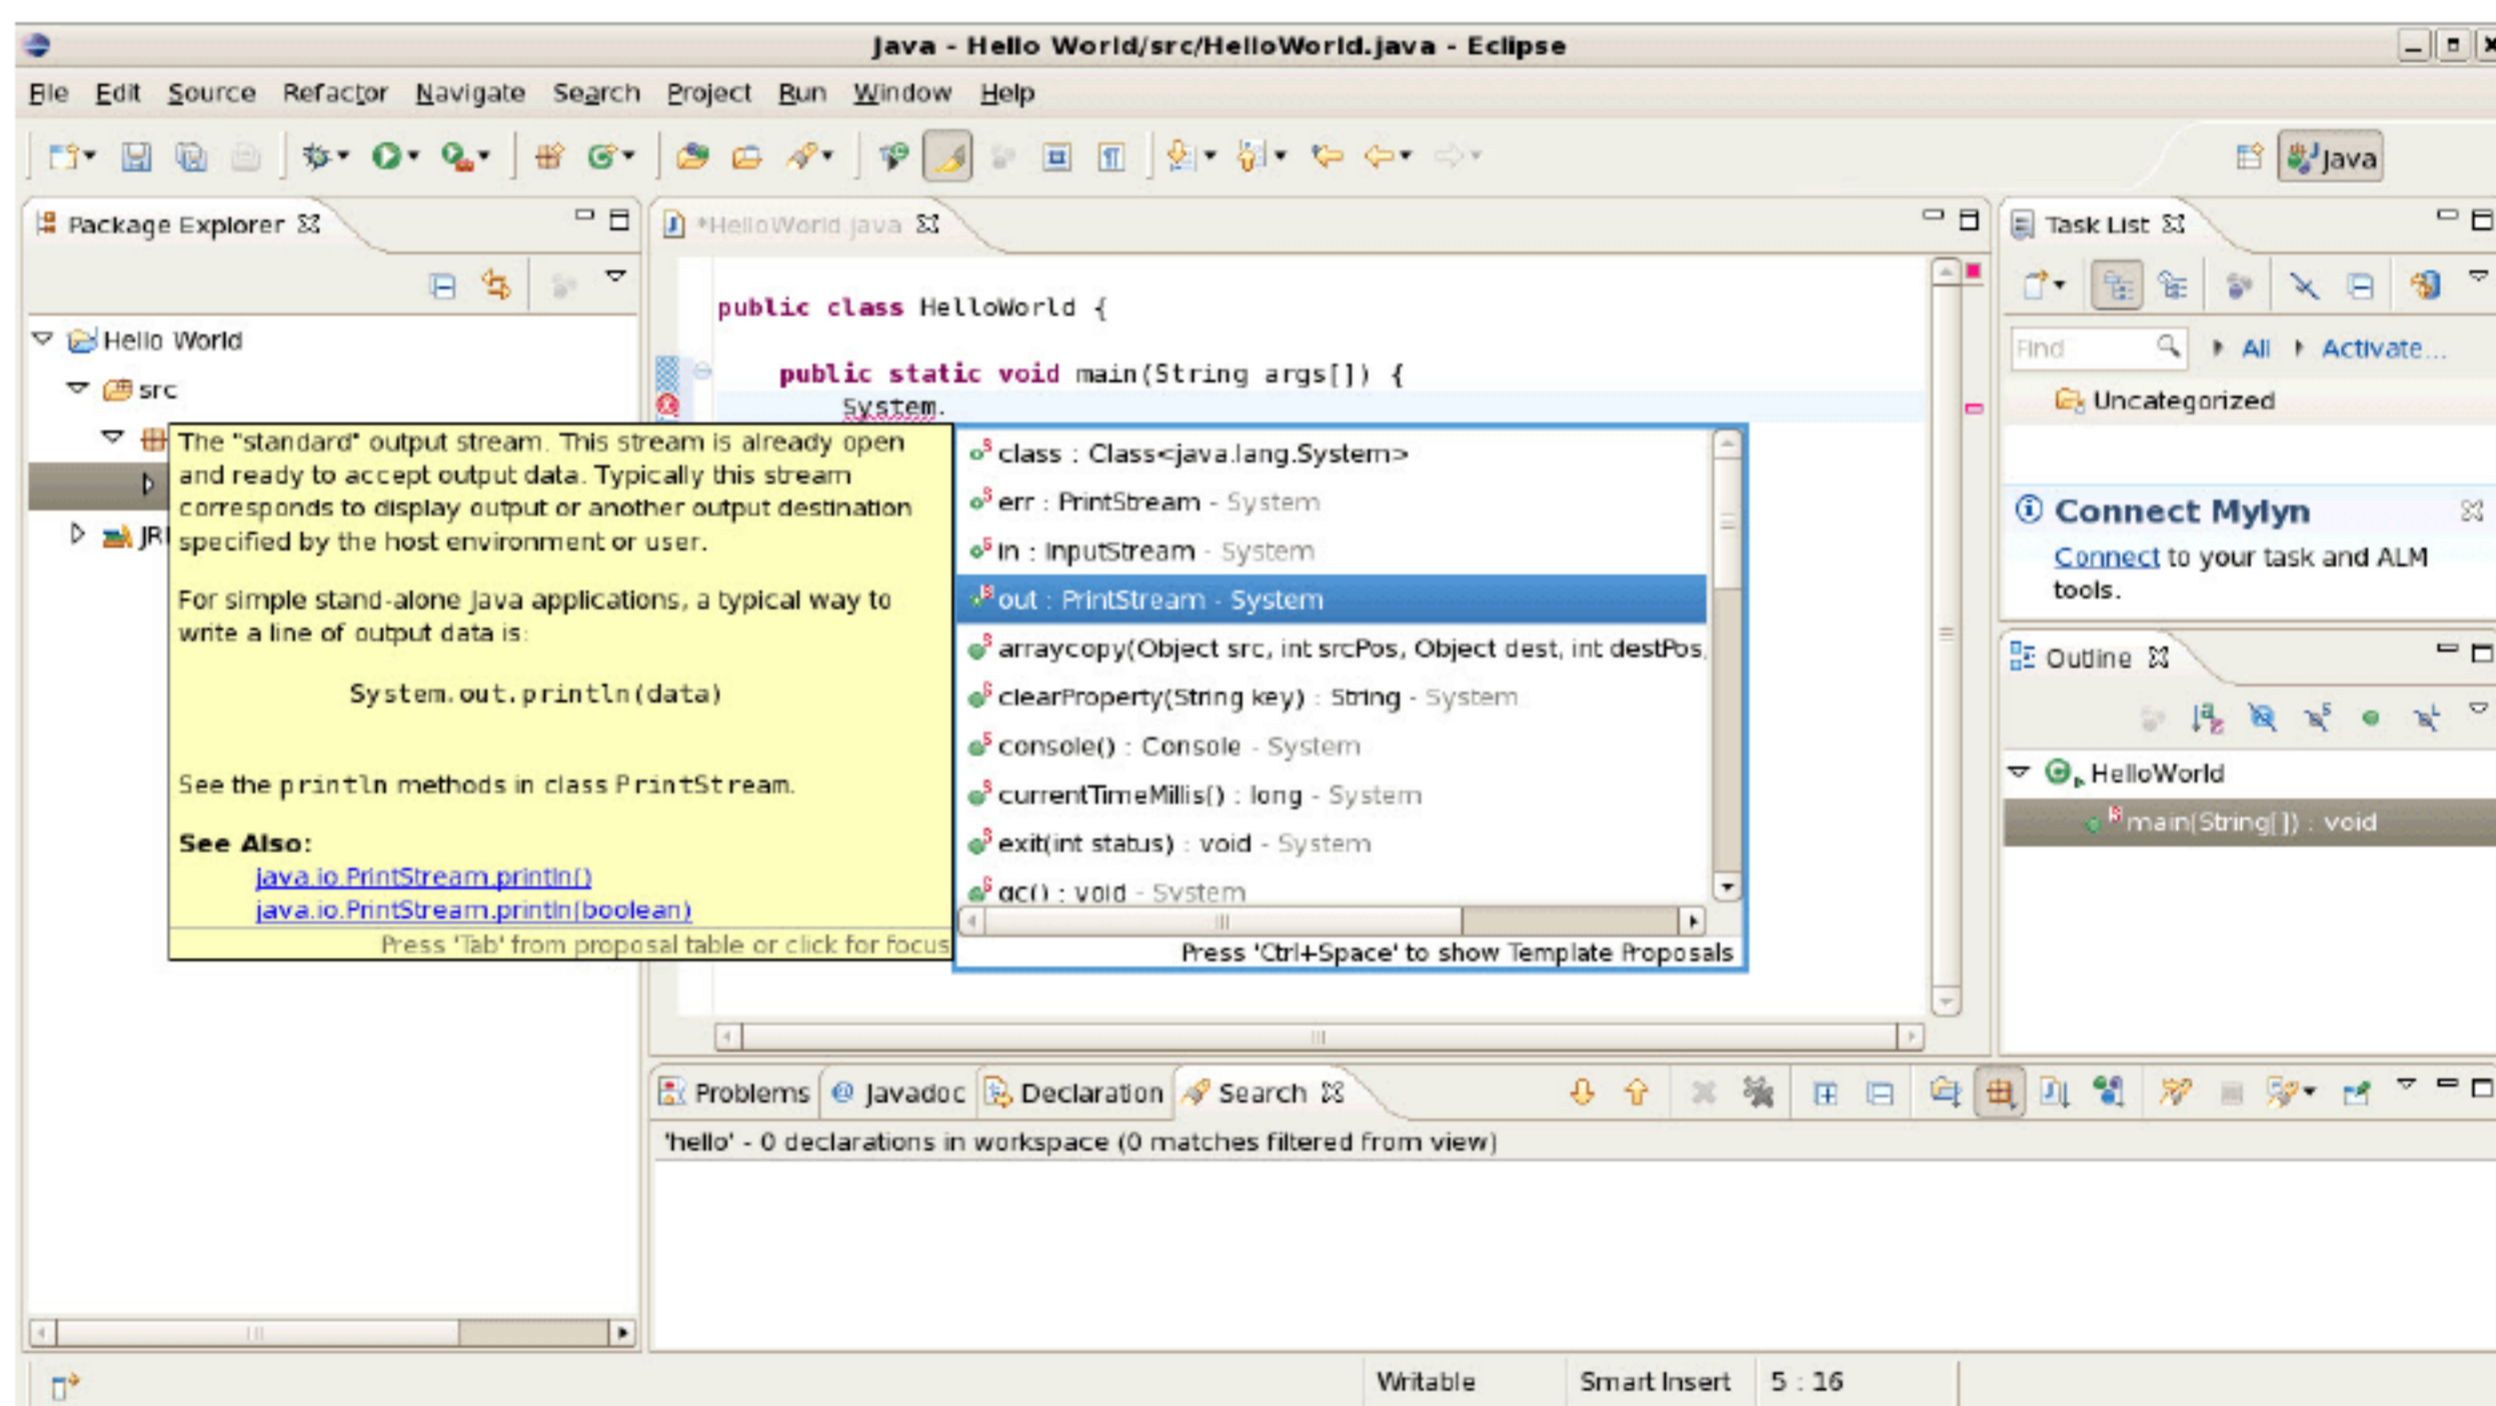 Java - Hello World/src/HelloWorld.java - Eclipse
File Edit Source Refactor Navigate Search Project Run Window Help
Java
Package Explorer
*HelloWorld.java
Task List
public class HelloWorld {
Hello World
Find All Activate...
public static void main(String args[]) {
src
System.
Uncategorized
The "standard" output stream. This stream is already open
and ready to accept output data. Typically this stream
corresponds to display output or another output destination
specified by the host environment or user.
For simple stand-alone Java applications, a typical way to
write a line of output data is:
System.out.println(data)
See the println methods in class PrintStream.
See Also:
java.io.PrintStream.println()
java.io.PrintStream.println(boolean)
Press 'Tab' from proposal table or click for focus
class : Class<java.lang.System>
err : PrintStream - System
in : InputStream - System
out : PrintStream - System
arraycopy(Object src, int srcPos, Object dest, int destPos,
clearProperty(String key) : String - System
console() : Console - System
currentTimeMillis() : long - System
exit(int status) : void - System
gc() : void - System
Press 'Ctrl+Space' to show Template Proposals
Connect Mylyn
Connect to your task and ALM
tools.
Outline
HelloWorld
main(String[]) : void
Problems Javadoc Declaration Search
'hello' - 0 declarations in workspace (0 matches filtered from view)
Writable Smart Insert 5 : 16